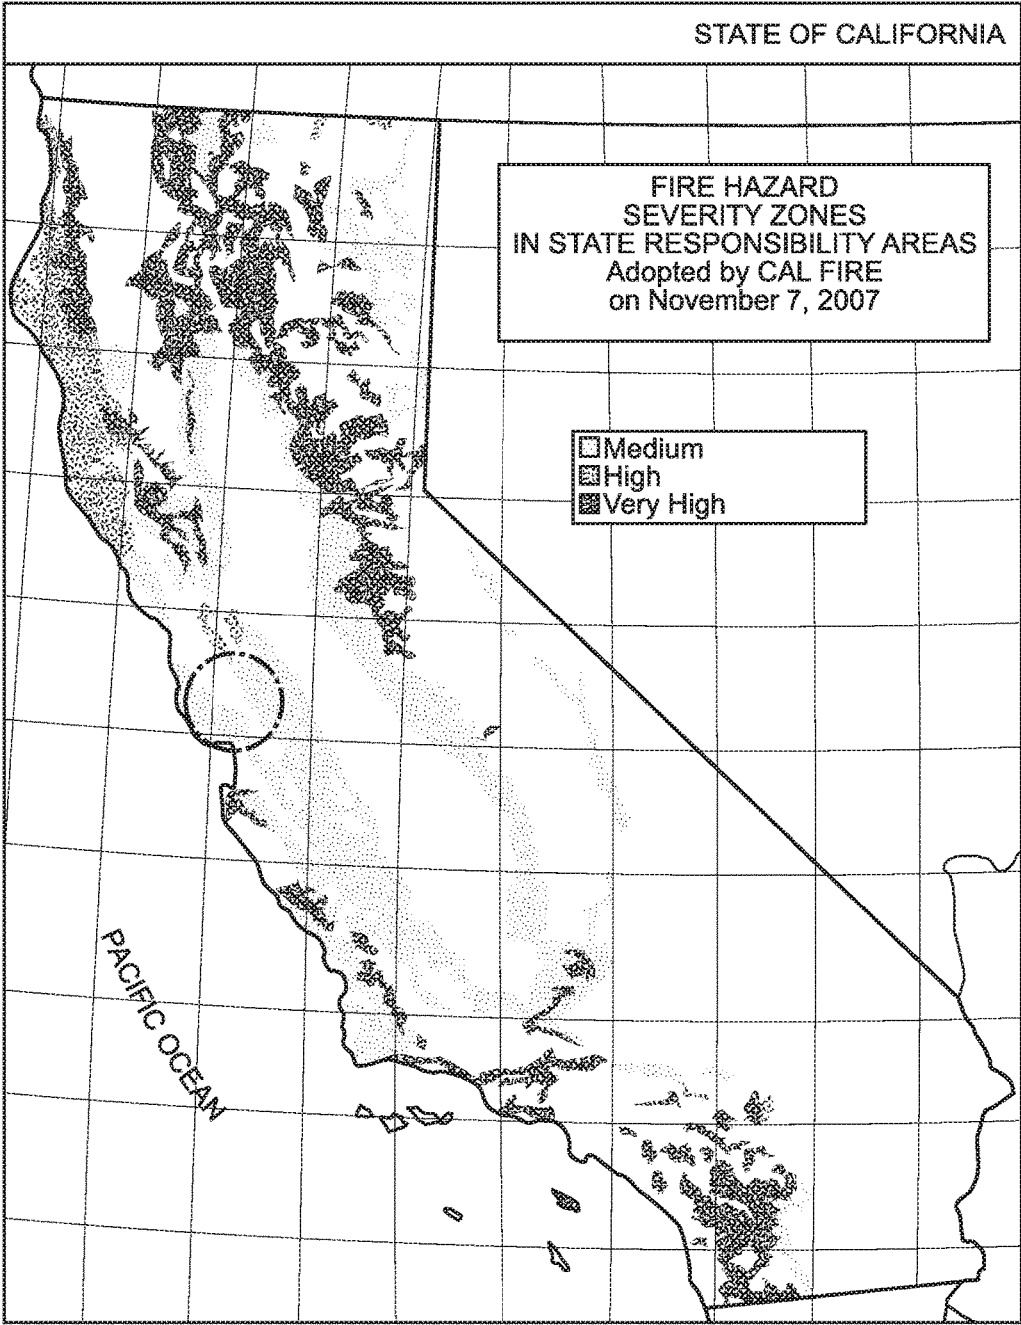 STATE OF CALIFORNIA
FIRE HAZARD
SEVERITY ZONES
IN STATE RESPONSIBILITY AREAS
Adopted by CAL FIRE
on November 7, 2007
Medium
High
Very High
PACIFIC OCEAN